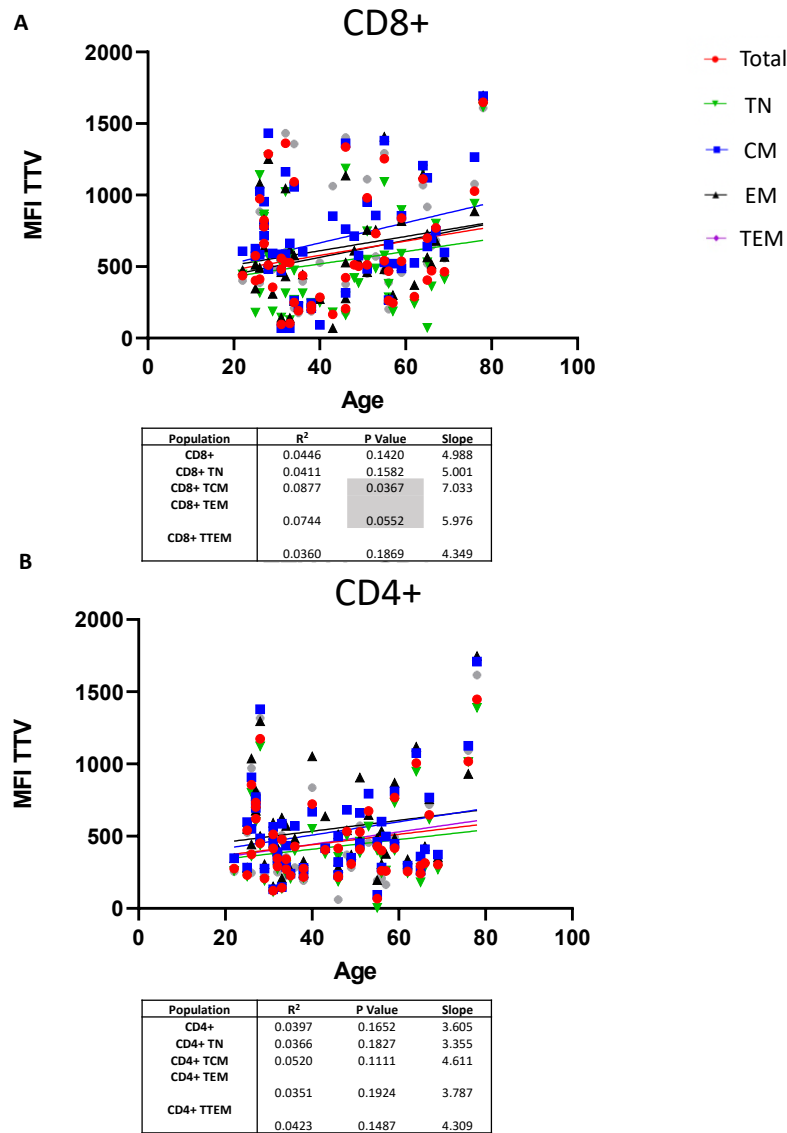 A
CD8+
2000
1500
1000
500
0
MFI TTV
0 20 40 60 80 100
Age
Total
TN
CM
EM
TEM
Population R² P Value Slope
CD8+ 0.0446 0.1420 4.988
CD8+ TN 0.0411 0.1582 5.001
CD8+ TCM 0.0877 0.0367 7.033
CD8+ TEM
0.0744 0.0552 5.976
CD8+ TTEM
0.0360 0.1869 4.349
B
CD4+
2000
1500
1000
500
0
MFI TTV
0 20 40 60 80 100
Age
Population R² P Value Slope
CD4+ 0.0397 0.1652 3.605
CD4+ TN 0.0366 0.1827 3.355
CD4+ TCM 0.0520 0.1111 4.611
CD4+ TEM
0.0351 0.1924 3.787
CD4+ TTEM
0.0423 0.1487 4.309